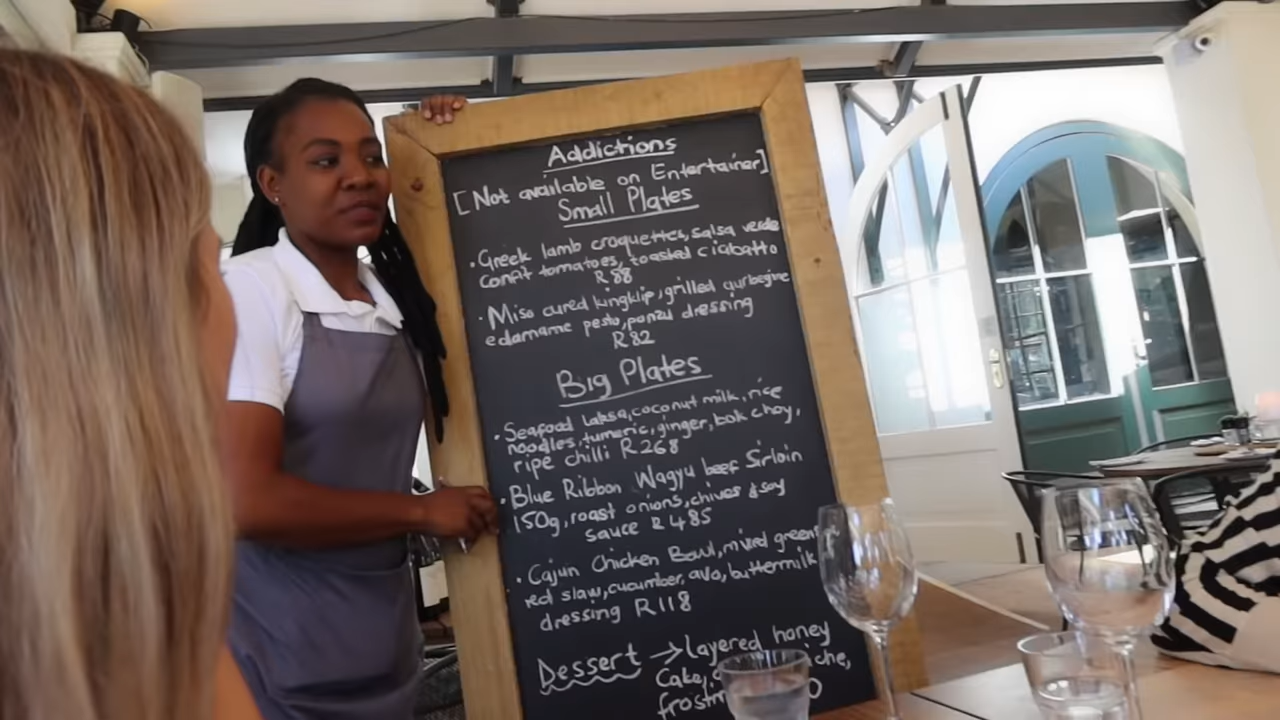 Addictions
[Not available on Entertainer]
Small Plates
• Greek lamb croquettes, salsa verde
confit tomatoes, toasted ciabatta
R88
• Miso cured kingklip, grilled aurbegine
edamame pesto, ponzu dressing
R82
Big Plates
• Seafood Laksa, coconut milk, rice
noodles, tumeric, ginger, bok choy,
ripe chilli R268
• Blue Ribbon Wagyu beef Sirloin
150g, roast onions, chives & soy
sauce R485
• Cajun Chicken Bowl, mixed green
red slaw, cucumber, avo, buttermilk
dressing R118
Dessert → layered honey
Cake,